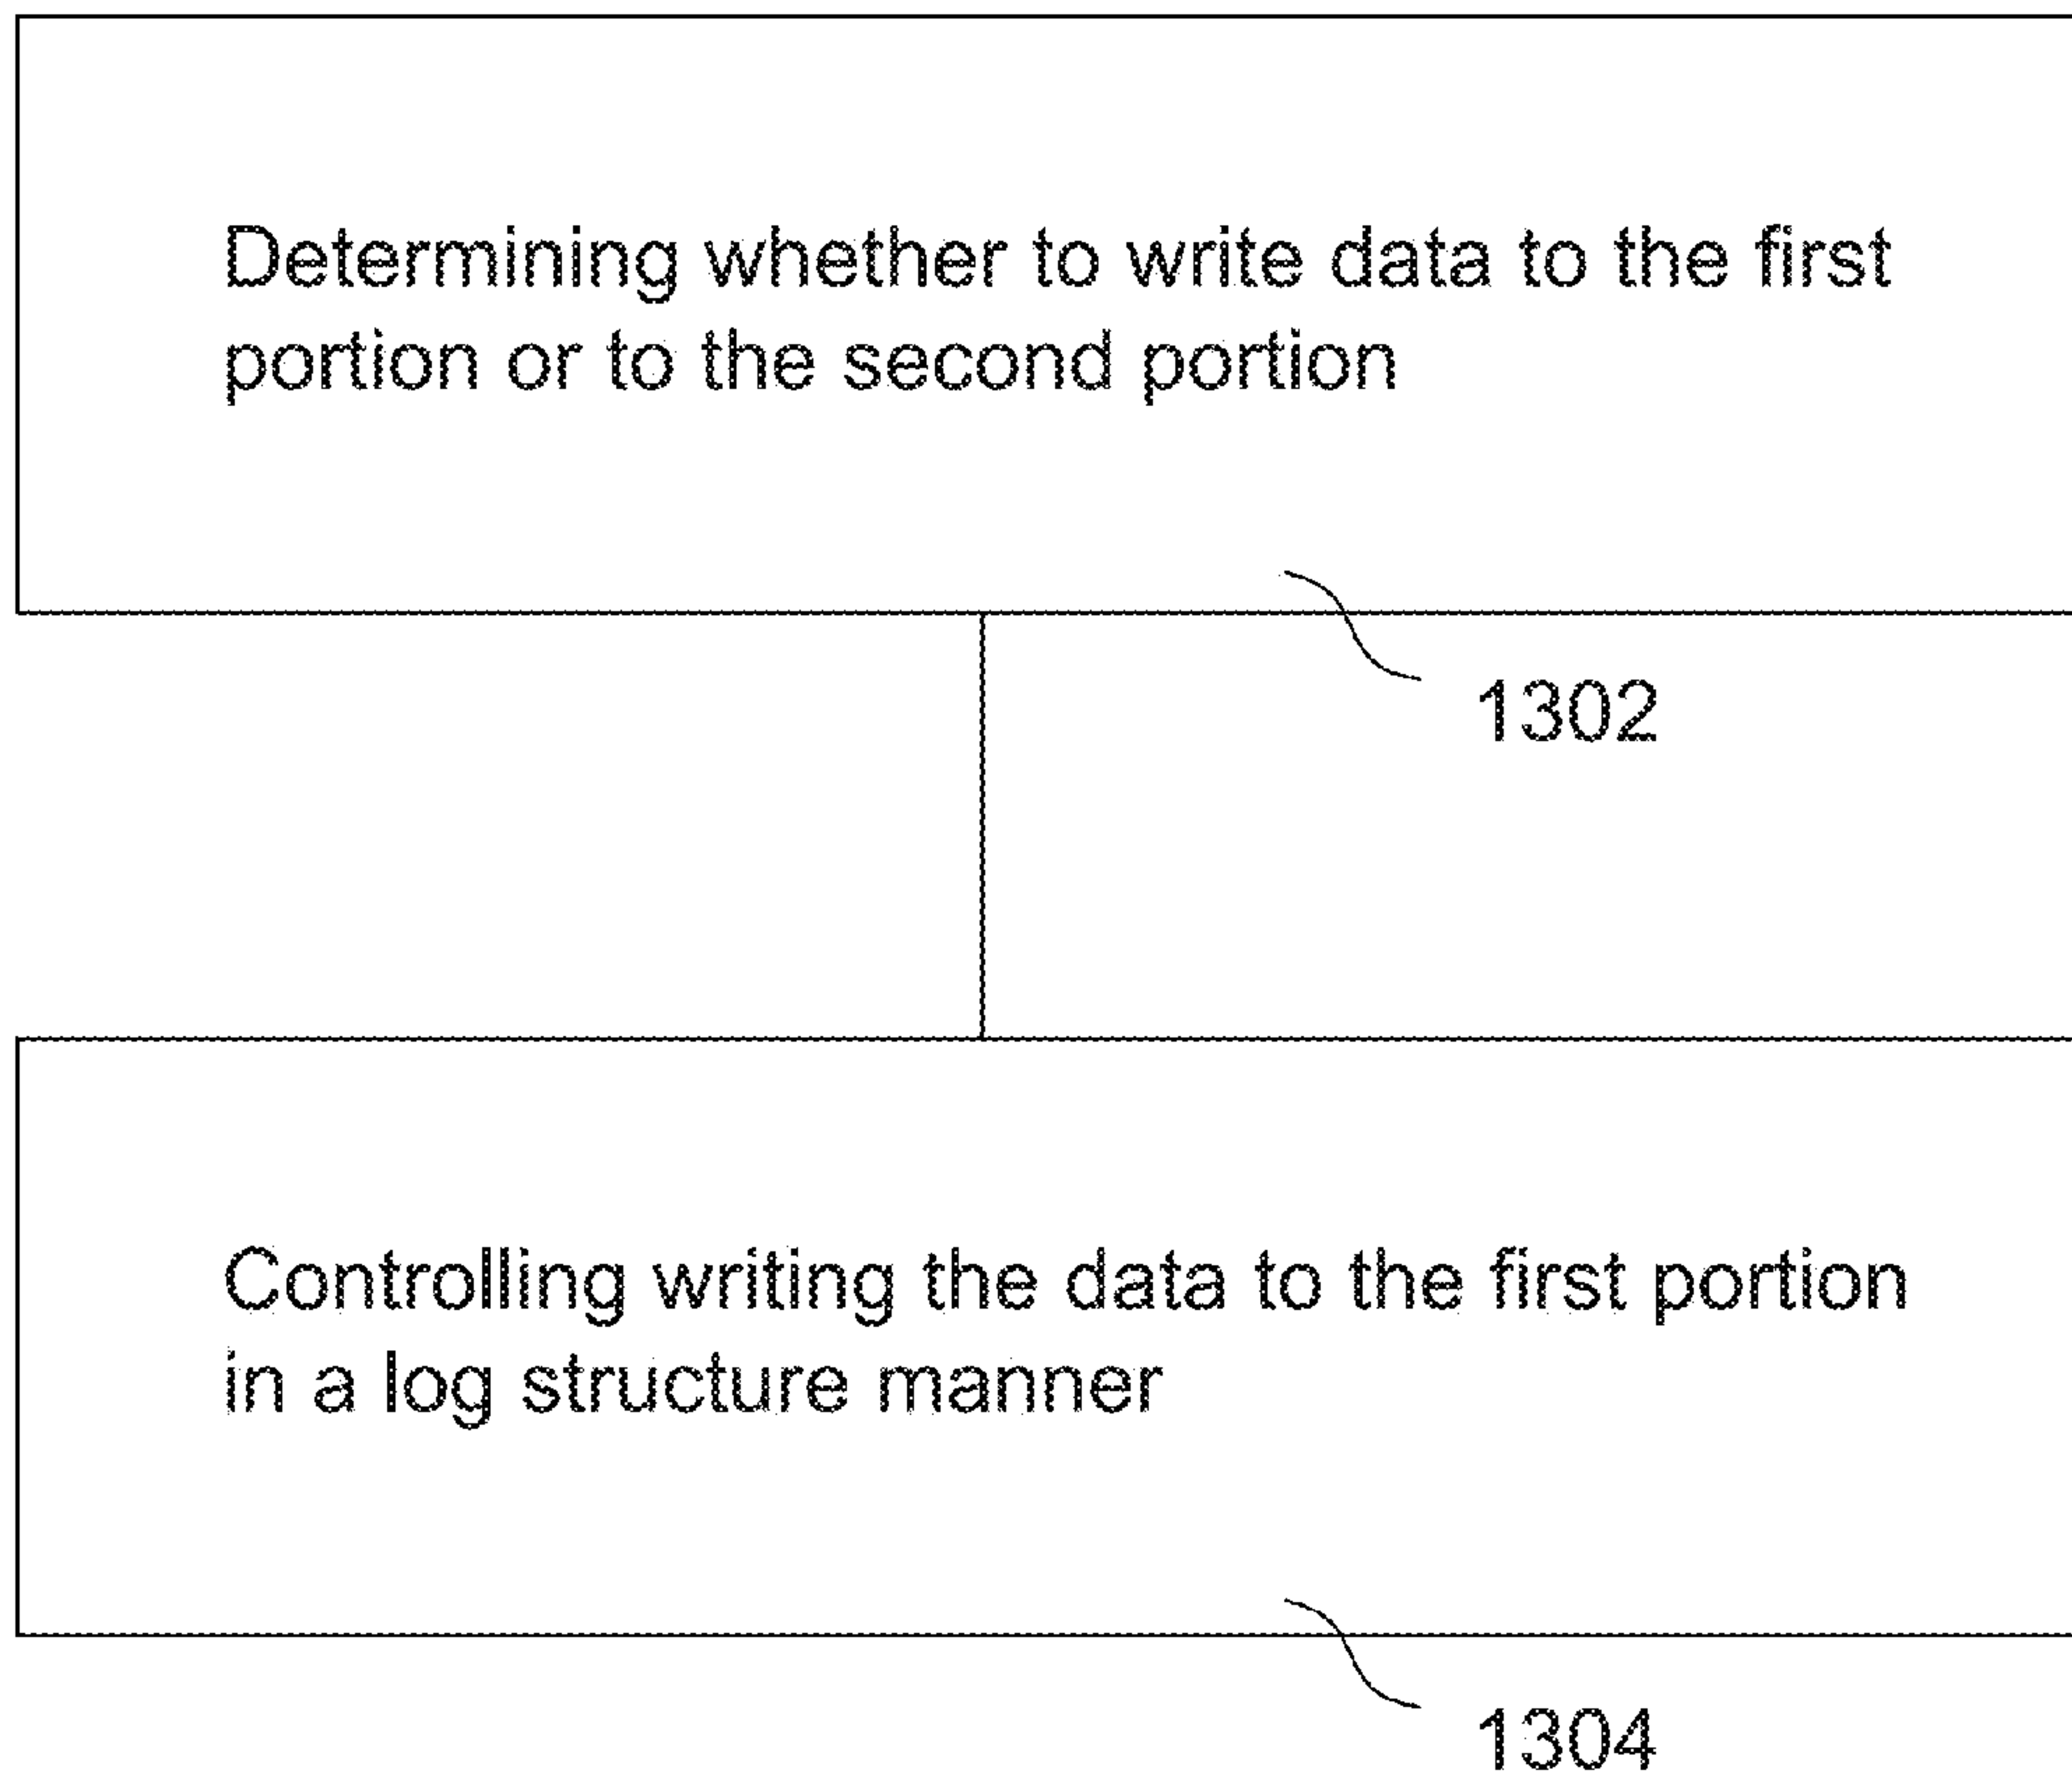 Determining whether to write data to the first
portion or to the second portion
1302
Controlling writing the data to the first portion
in a log structure manner
1304